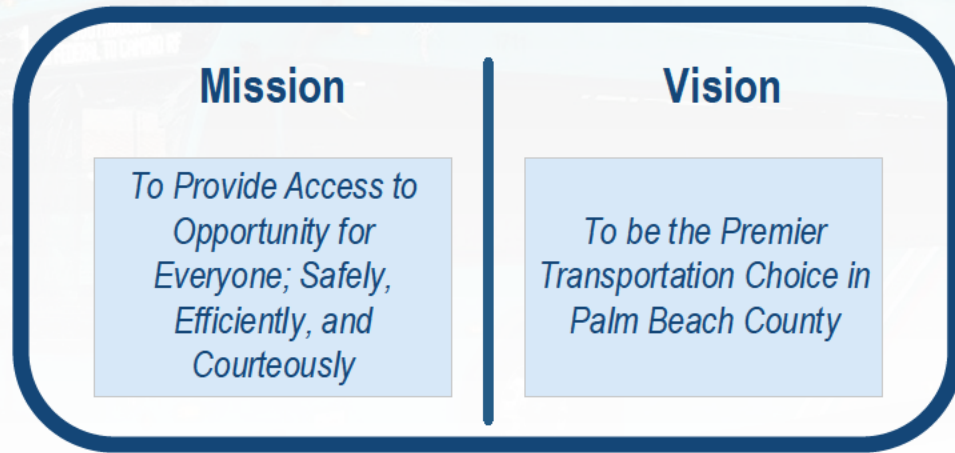 Mission
To Provide Access to
Opportunity for
Everyone; Safely,
Efficiently, and
Courteously
Vision
To be the Premier
Transportation Choice in
Palm Beach County